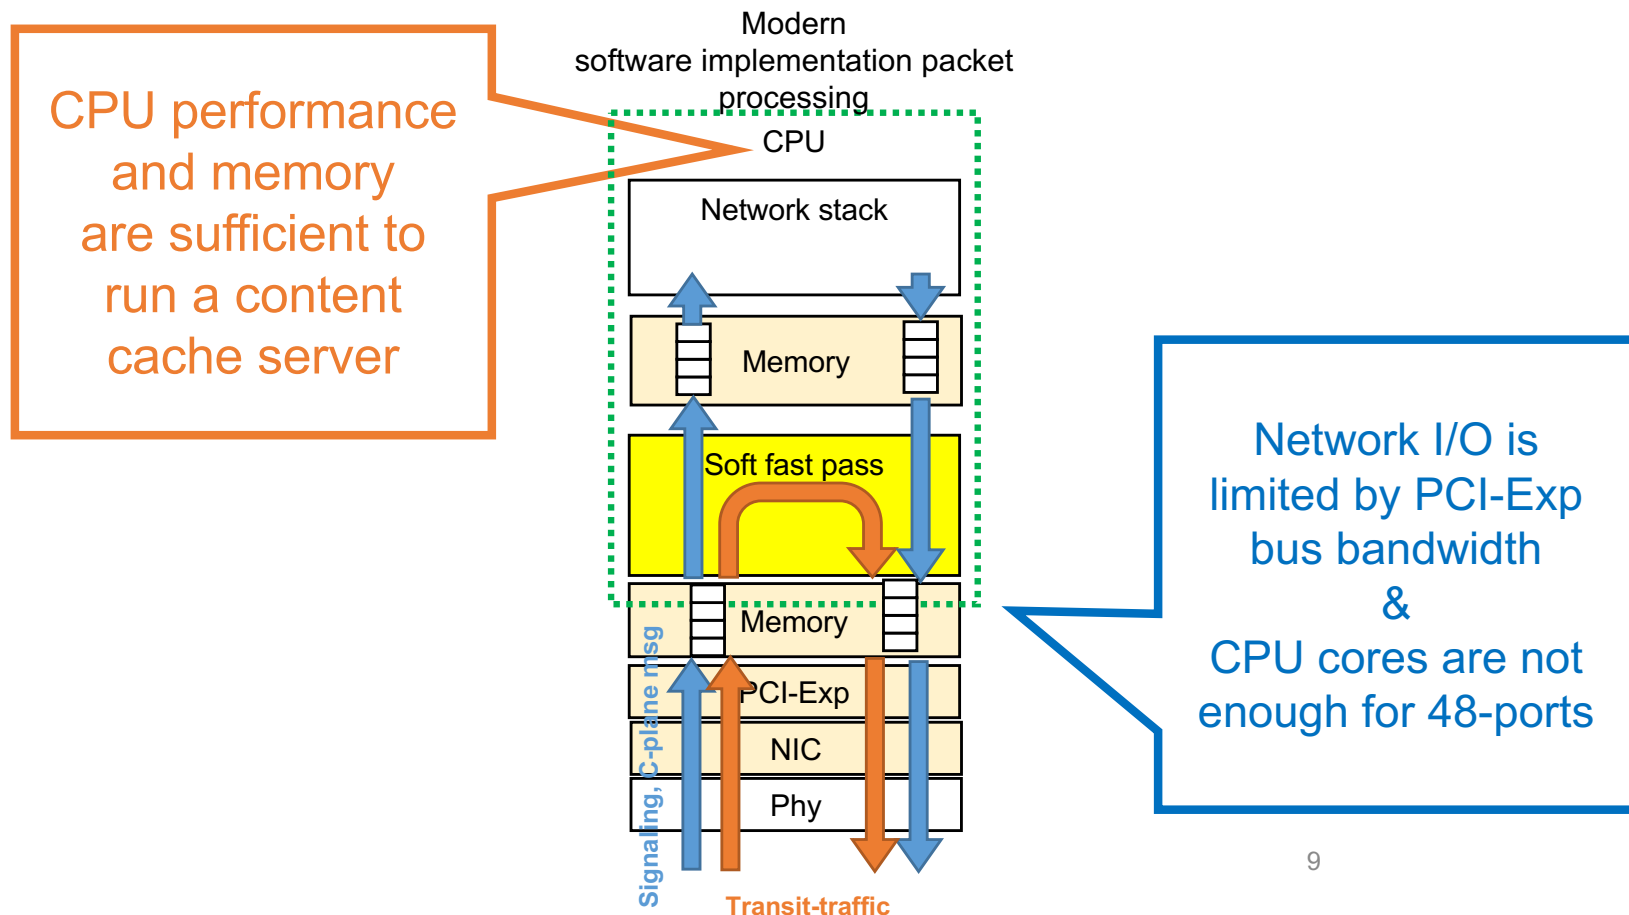 Modern
software implementation packet
processing
CPU performance
and memory
are sufficient to
run a content
cache server
CPU
Network stack
Memory
Soft fast pass
Memory
PCI-Exp
NIC
Phy
Signaling, C-plane msg
Transit-traffic
Network I/O is
limited by PCI-Exp
bus bandwidth
&
CPU cores are not
enough for 48-ports
9